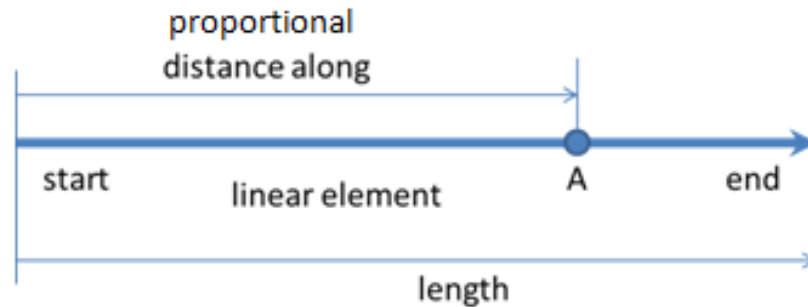 proportional
distance along
start
linear element
A
end
length